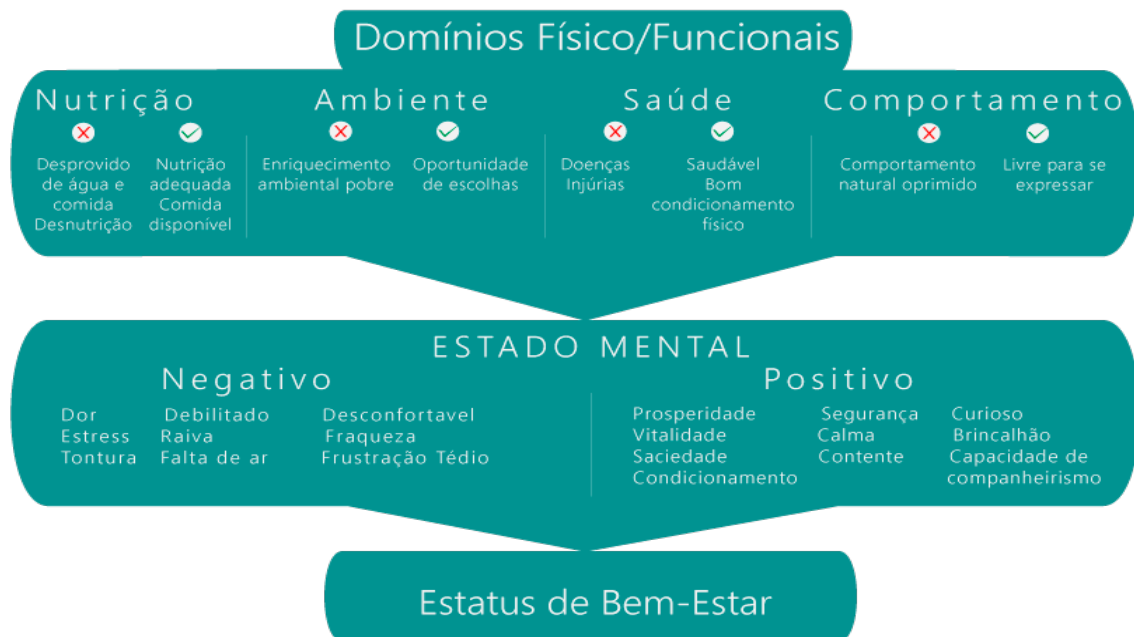 Domínios Físico/Funcionais
Nutrição
Desprovido
de água e
comida
Desnutrição
Nutrição
adequada
Comida
disponível
Ambiente
Enriquecimento
ambiental pobre
Oportunidade
de escolhas
Saúde
Doenças
Injúrias
Saudável
Bom
condicionamento
físico
Comportamento
Comportamento
natural oprimido
Livre para se
expressar
ESTADO MENTAL
Negativo
Dor
Estress
Tontura
Debilitado
Raiva
Falta de ar
Desconfortavel
Fraqueza
Frustração Tédio
Positivo
Prosperidade
Vitalidade
Saciedade
Condicionamento
Segurança
Calma
Contente
Curioso
Brincalhão
Capacidade de
companheirismo
Estatus de Bem-Estar